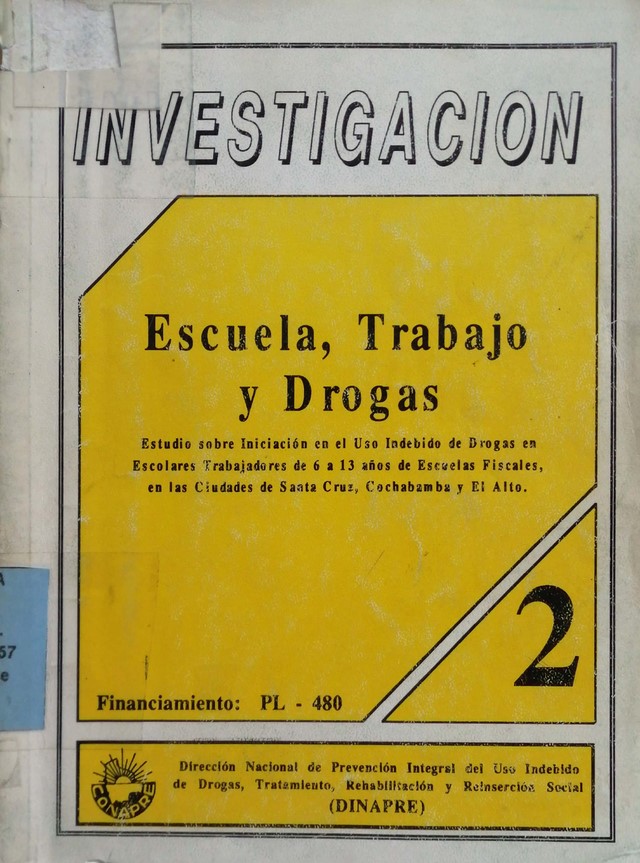 INVESTIGACION
Escuela, Trabajo
y Drogas
Estudio sobre Iniciación en el Uso Indebido de Drogas en
Escolares Trabajadores de 6 a 13 años de Escuelas Fiscales,
en las Ciudades de Santa Cruz, Cochabamba y El Alto.
2
Financiamiento: PL - 480
Dirección Nacional de Prevención Integral del Uso Indebido
de Drogas, Tratamiento, Rehabilitación y Reinserción Social
(DINAPRE)
CONAPRE
A
57
e